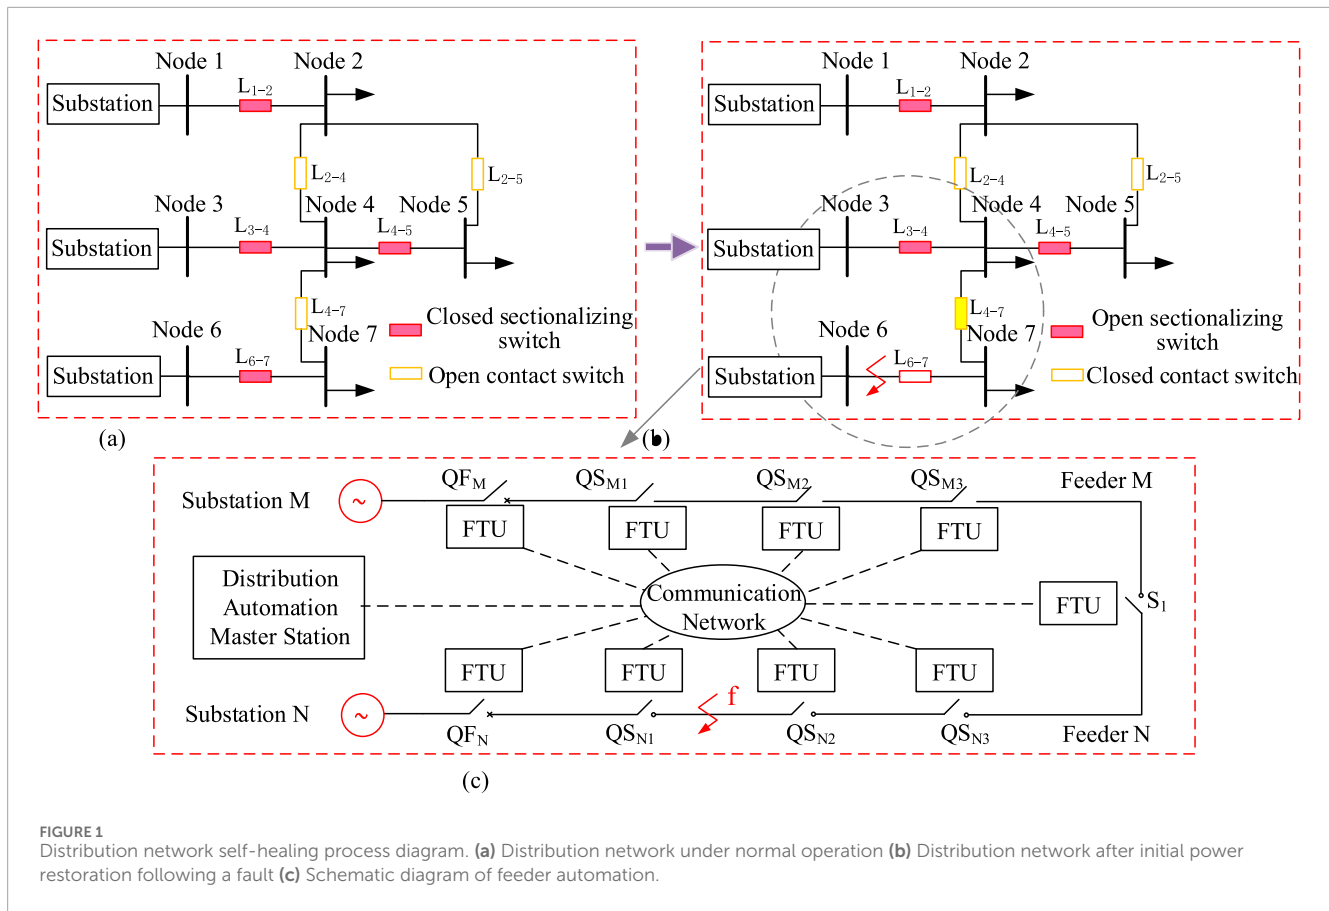 Node 1
Node 2
Substation
L1-2
L2-4
L2-5
Node 3
Node 4
Node 5
Substation
L3-4
L4-5
L4-7
Node 6
Node 7
Substation
L6-7
Closed sectionalizing
switch
Open contact switch
(a)
Node 1
Node 2
Substation
L1-2
L2-4
L2-5
Node 3
Node 4
Node 5
Substation
L3-4
L4-5
L4-7
Node 6
Node 7
Substation
L6-7
Open sectionalizing
switch
Closed contact switch
(b)
Substation M
~
QFM
QSM1
QSM2
QSM3
Feeder M
FTU
FTU
FTU
FTU
Distribution
Automation
Master Station
Communication
Network
FTU
S1
FTU
FTU
FTU
FTU
Substation N
~
f
QFN
QSN1
QSN2
QSN3
Feeder N
(c)
FIGURE 1
Distribution network self-healing process diagram. (a) Distribution network under normal operation (b) Distribution network after initial power
restoration following a fault (c) Schematic diagram of feeder automation.